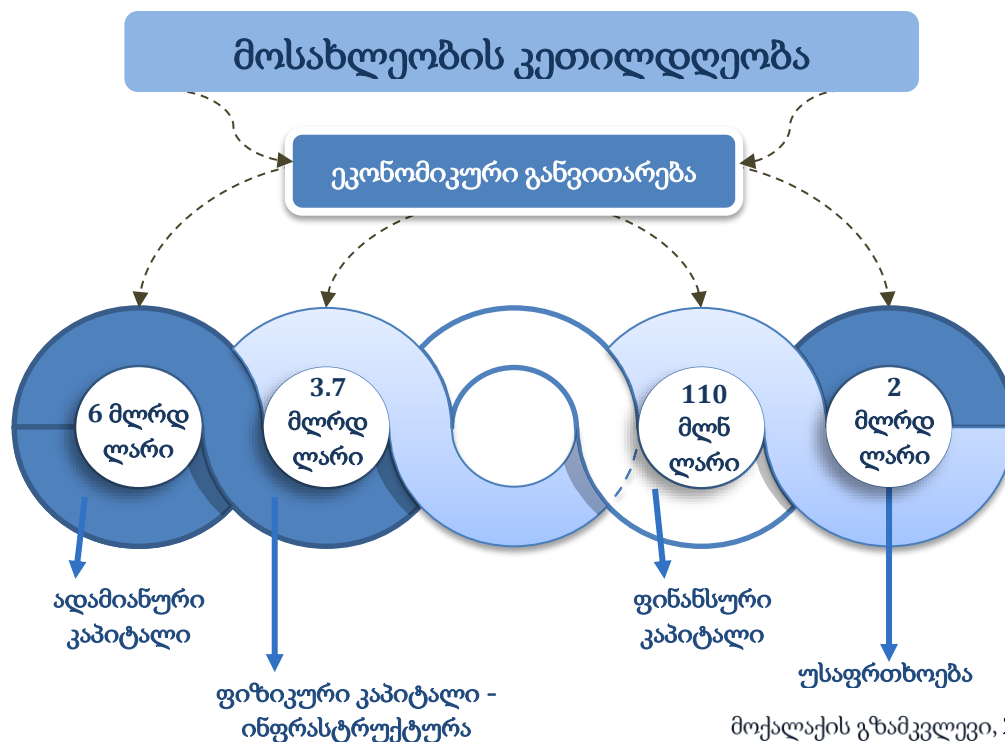 მოსახლეობის კეთილდღეობა
ეკონომიკური განვითარება
6 მლრდ
ლარი
3.7
მლრდ
ლარი
110
მლნ
ლარი
2
მლრდ
ლარი
ადამიანური
კაპიტალი
ფიზიკური კაპიტალი -
ინფრასტრუქტურა
ფინანსური
კაპიტალი
უსაფრთხოება
მოქალაქის გზამკვლევი,